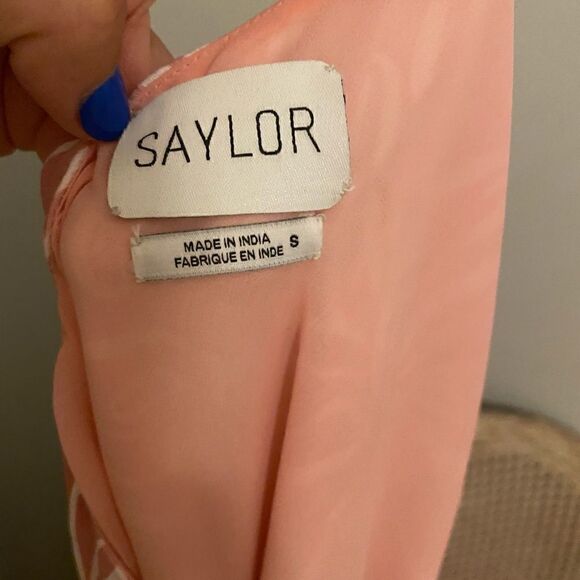 SAYLOR
MADE IN INDIA S
FABRIQUE EN INDE